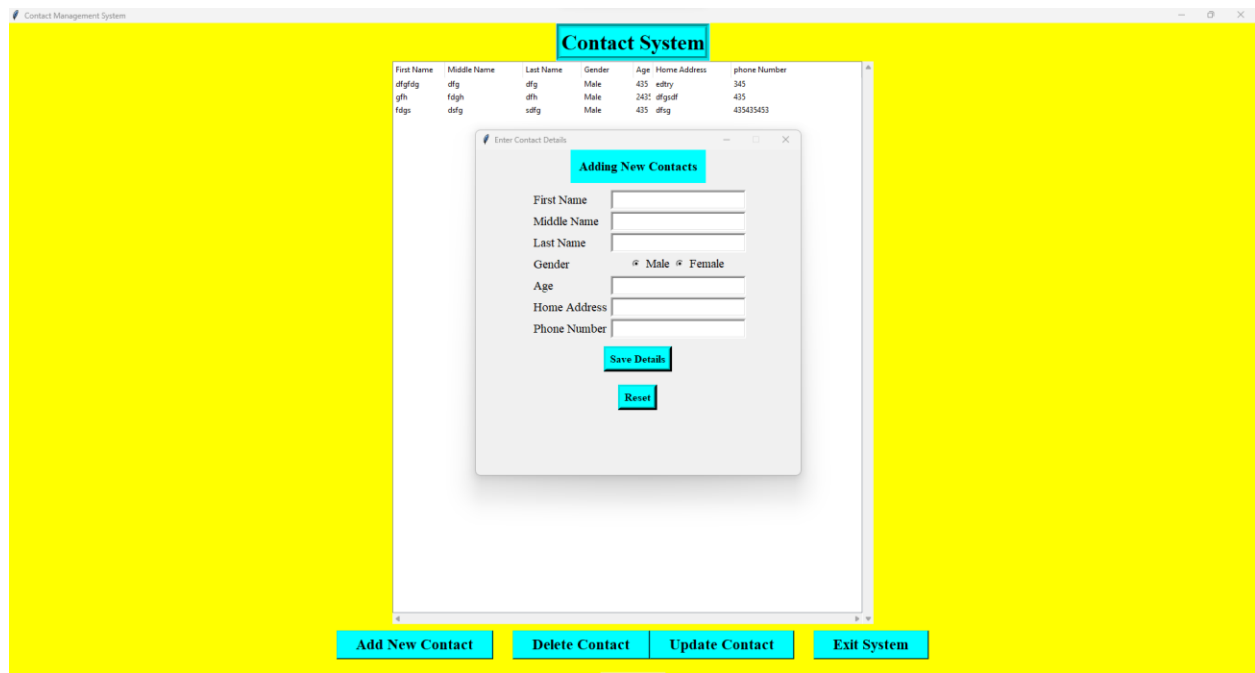 Contact Management System
Contact System
First Name Middle Name Last Name Gender Age Home Address phone Number
dfgfdg dfg dfg Male 435 edtry 345
gfh fdgh dfh Male 2435 dfgsdf 435
fdgs dsfg sdfg Male 435 dfsg 435435453
Enter Contact Details
Adding New Contacts
First Name
Middle Name
Last Name
Gender Male Female
Age
Home Address
Phone Number
Save Details
Reset
Add New Contact Delete Contact Update Contact Exit System